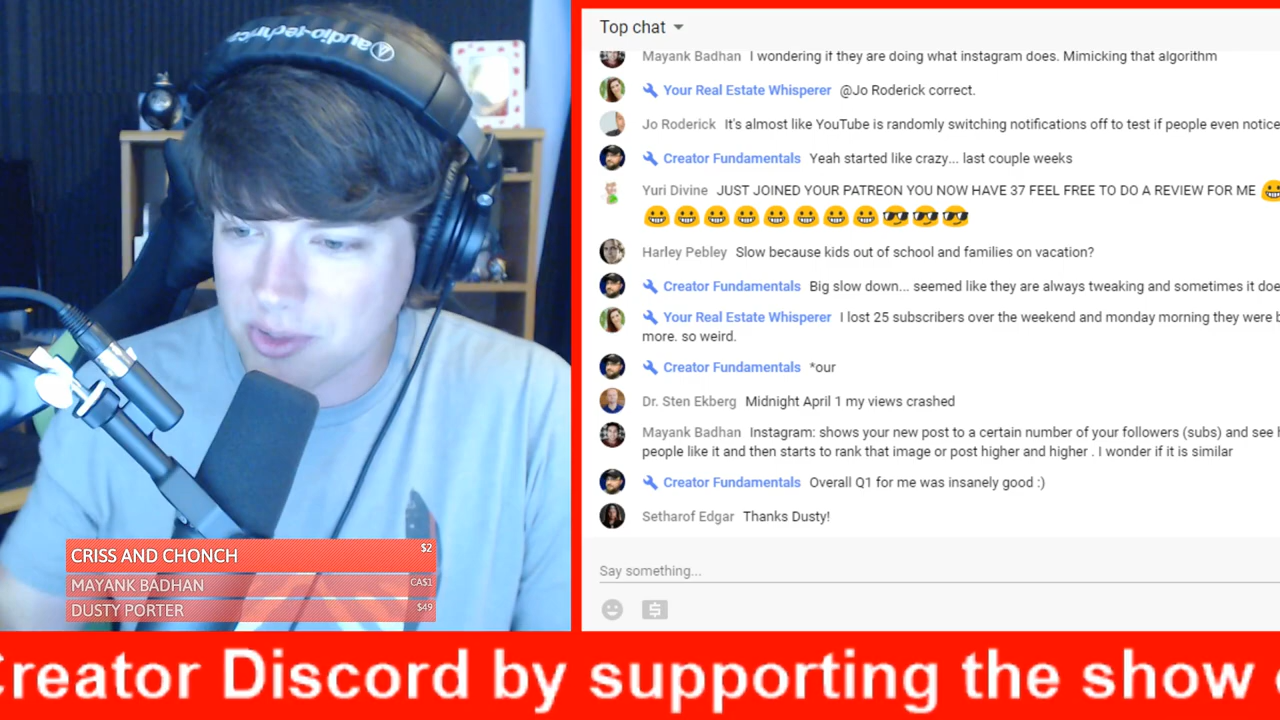 audio-technica
Top chat
Mayank Badhan I wondering if they are doing what instagram does. Mimicking that algorithm
Your Real Estate Whisperer @Jo Roderick correct.
Jo Roderick It's almost like YouTube is randomly switching notifications off to test if people even notice
Creator Fundamentals Yeah started like crazy... last couple weeks
Yuri Divine JUST JOINED YOUR PATREON YOU NOW HAVE 37 FEEL FREE TO DO A REVIEW FOR ME 😀
😀😀😀😀😀😀😀😀😎😎😎
Harley Pebley Slow because kids out of school and families on vacation?
Creator Fundamentals Big slow down... seemed like they are always tweaking and sometimes it doe
Your Real Estate Whisperer I lost 25 subscribers over the weekend and monday morning they were b
more. so weird.
Creator Fundamentals *our
Dr. Sten Ekberg Midnight April 1 my views crashed
Mayank Badhan Instagram: shows your new post to a certain number of your followers (subs) and see h
people like it and then starts to rank that image or post higher and higher . I wonder if it is similar
Creator Fundamentals Overall Q1 for me was insanely good :)
Setharof Edgar Thanks Dusty!
Say something...
CRISS AND CHONCH $2
MAYANK BADHAN CA$1
DUSTY PORTER $49
Creator Discord by supporting the show